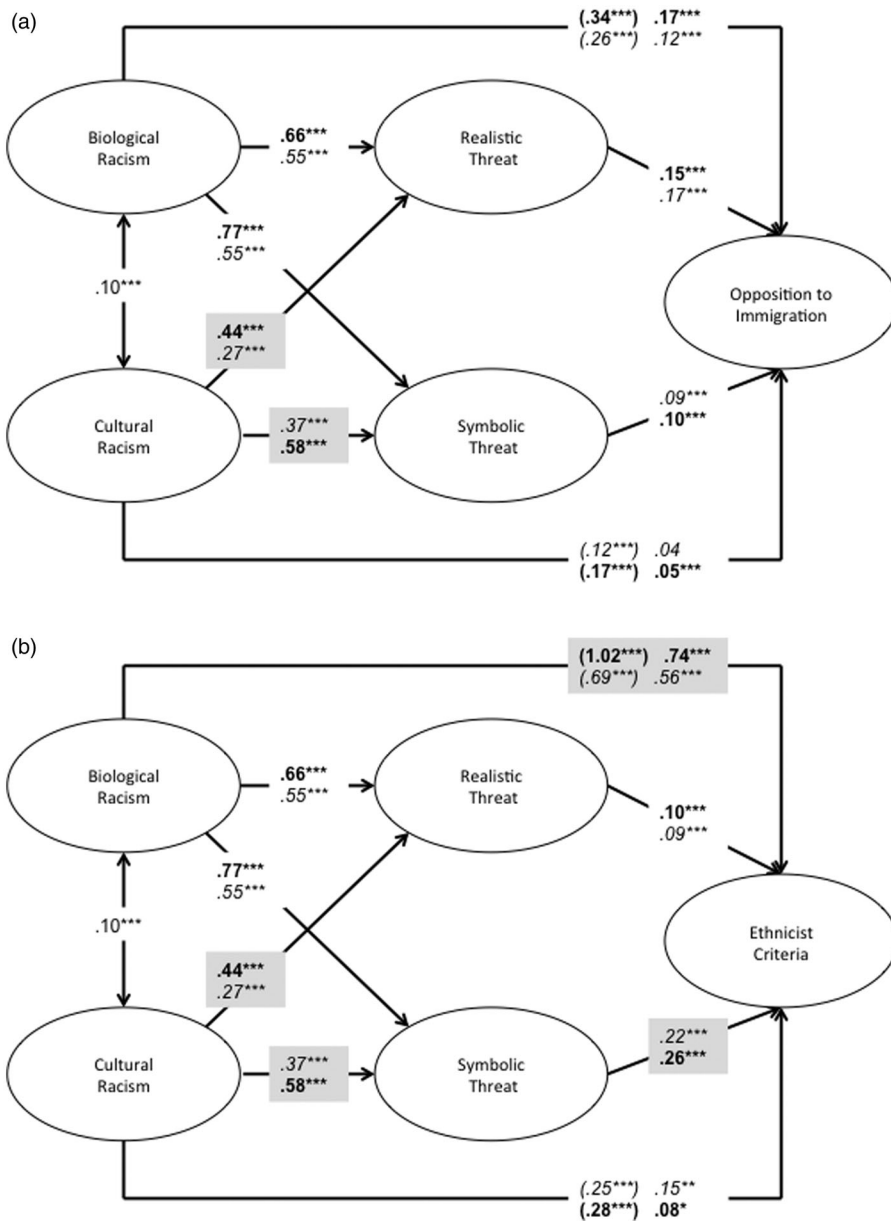 (a)
(.34***) .17***
(.26***) .12***
Biological
Racism
.66***
.55***
Realistic
Threat
.15***
.17***
.77***
.55***
.10***
Opposition to
Immigration
.44***
.27***
Cultural
Racism
.37***
.58***
Symbolic
Threat
.09***
.10***
(.12***) .04
(.17***) .05***
(b)
(1.02***) .74***
(.69***) .56***
Biological
Racism
.66***
.55***
Realistic
Threat
.10***
.09***
.77***
.55***
.10***
Ethnicist
Criteria
.44***
.27***
Cultural
Racism
.37***
.58***
Symbolic
Threat
.22***
.26***
(.25***) .15**
(.28***) .08*